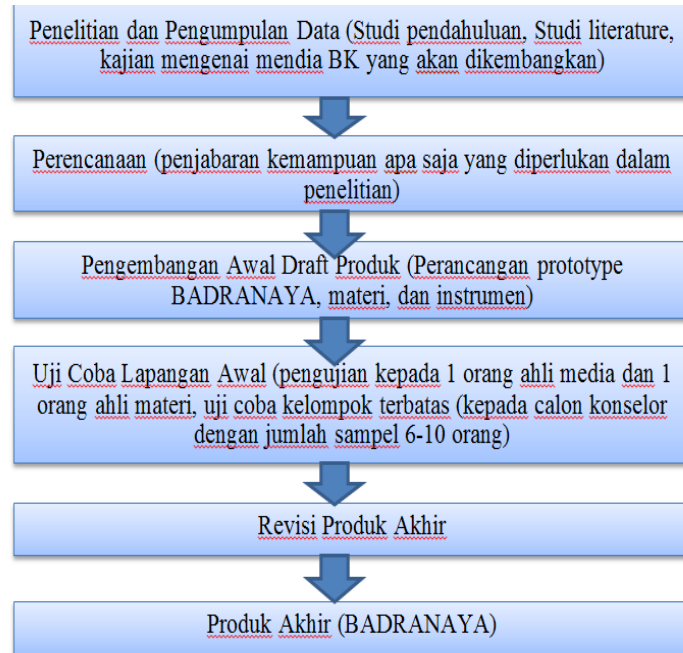 Penelitian dan Pengumpulan Data (Studi pendahuluan, Studi literature,
kajian mengenai mendia BK yang akan dikembangkan)
Perencanaan (penjabaran kemampuan apa saja yang diperlukan dalam
penelitian)
Pengembangan Awal Draft Produk (Perancangan prototype
BADRANAYA, materi, dan instrumen)
Uji Coba Lapangan Awal (pengujian kepada 1 orang ahli media dan 1
orang ahli materi, uji coba kelompok terbatas (kepada calon konselor
dengan jumlah sampel 6-10 orang)
Revisi Produk Akhir
Produk Akhir (BADRANAYA)